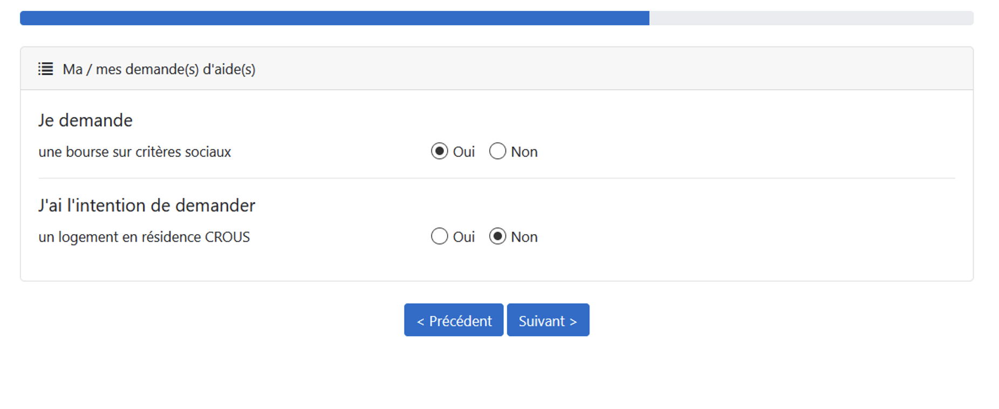 Ma / mes demande(s) d'aide(s)
Je demande
une bourse sur critères sociaux Oui Non
J'ai l'intention de demander
un logement en résidence CROUS Oui Non
< Précédent Suivant >